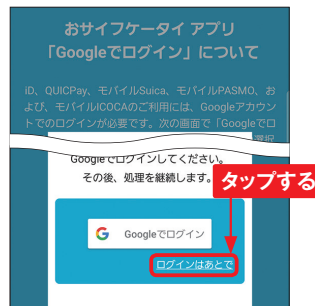 おサイフケータイ アプリ
「Googleでログイン」について
iD、QUICPay、モバイルSuica、モバイルPASMO、お
よび、モバイルICOCAのご利用には、Googleアカウン
トでのログインが必要です。次の画面で「Googleでロ
選択
Googleでログインしてください。
その後、処理を継続します。
タップする
Googleでログイン
ログインはあとで